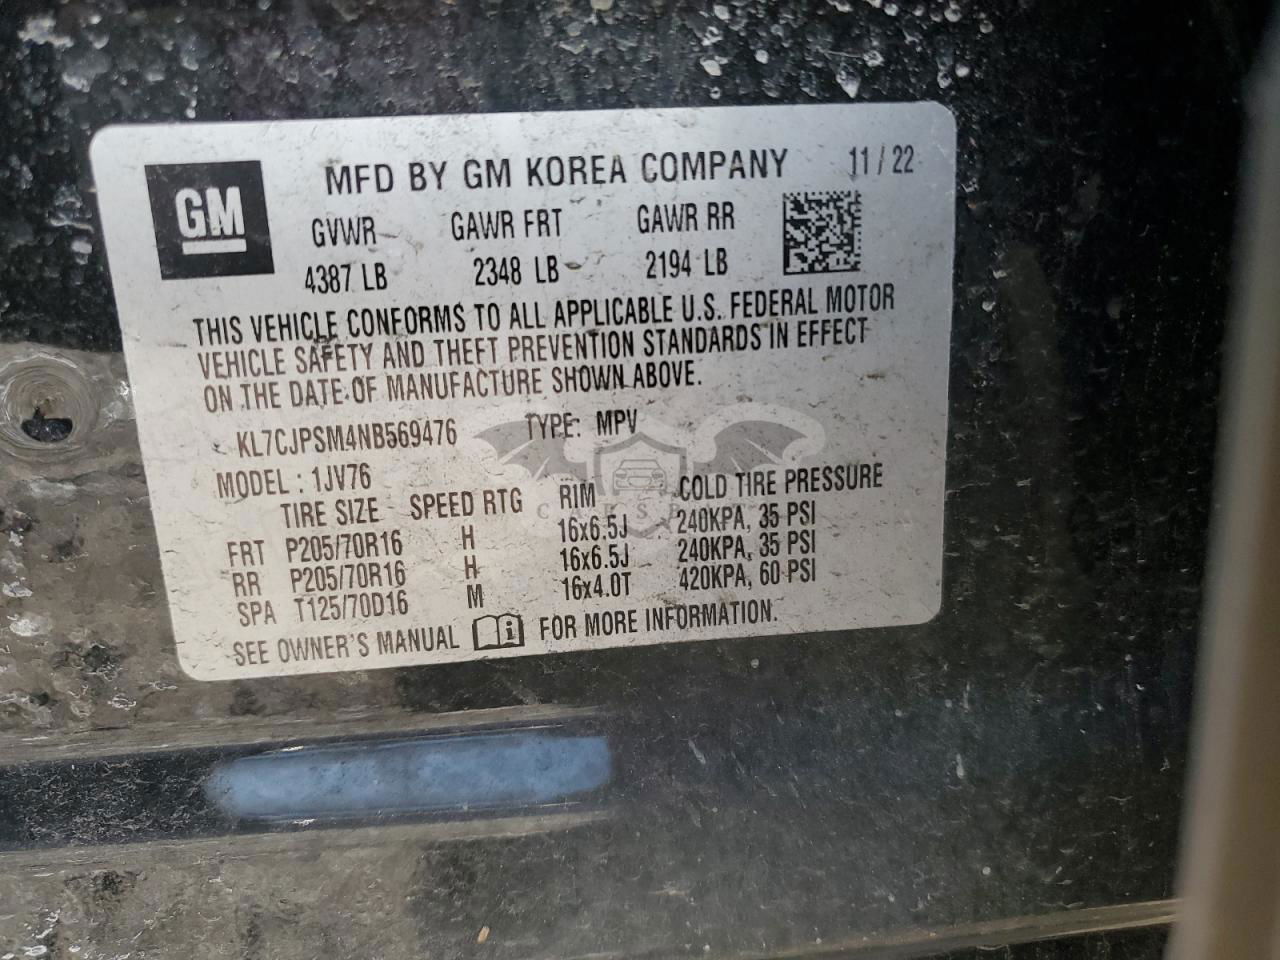 GM
MFD BY GM KOREA COMPANY 11/22
GVWR GAWR FRT GAWR RR
4387 LB 2348 LB 2194 LB
THIS VEHICLE CONFORMS TO ALL APPLICABLE U.S. FEDERAL MOTOR
VEHICLE SAFETY AND THEFT PREVENTION STANDARDS IN EFFECT
ON THE DATE OF MANUFACTURE SHOWN ABOVE.
KL7CJPSM4NB569476 TYPE: MPV
MODEL : 1JV76
TIRE SIZE SPEED RTG RIM COLD TIRE PRESSURE
FRT P205/70R16 H 16x6.5J 240KPA, 35 PSI
RR P205/70R16 H 16x6.5J 240KPA, 35 PSI
SPA T125/70D16 M 16x4.0T 420KPA, 60 PSI
SEE OWNER'S MANUAL i FOR MORE INFORMATION.